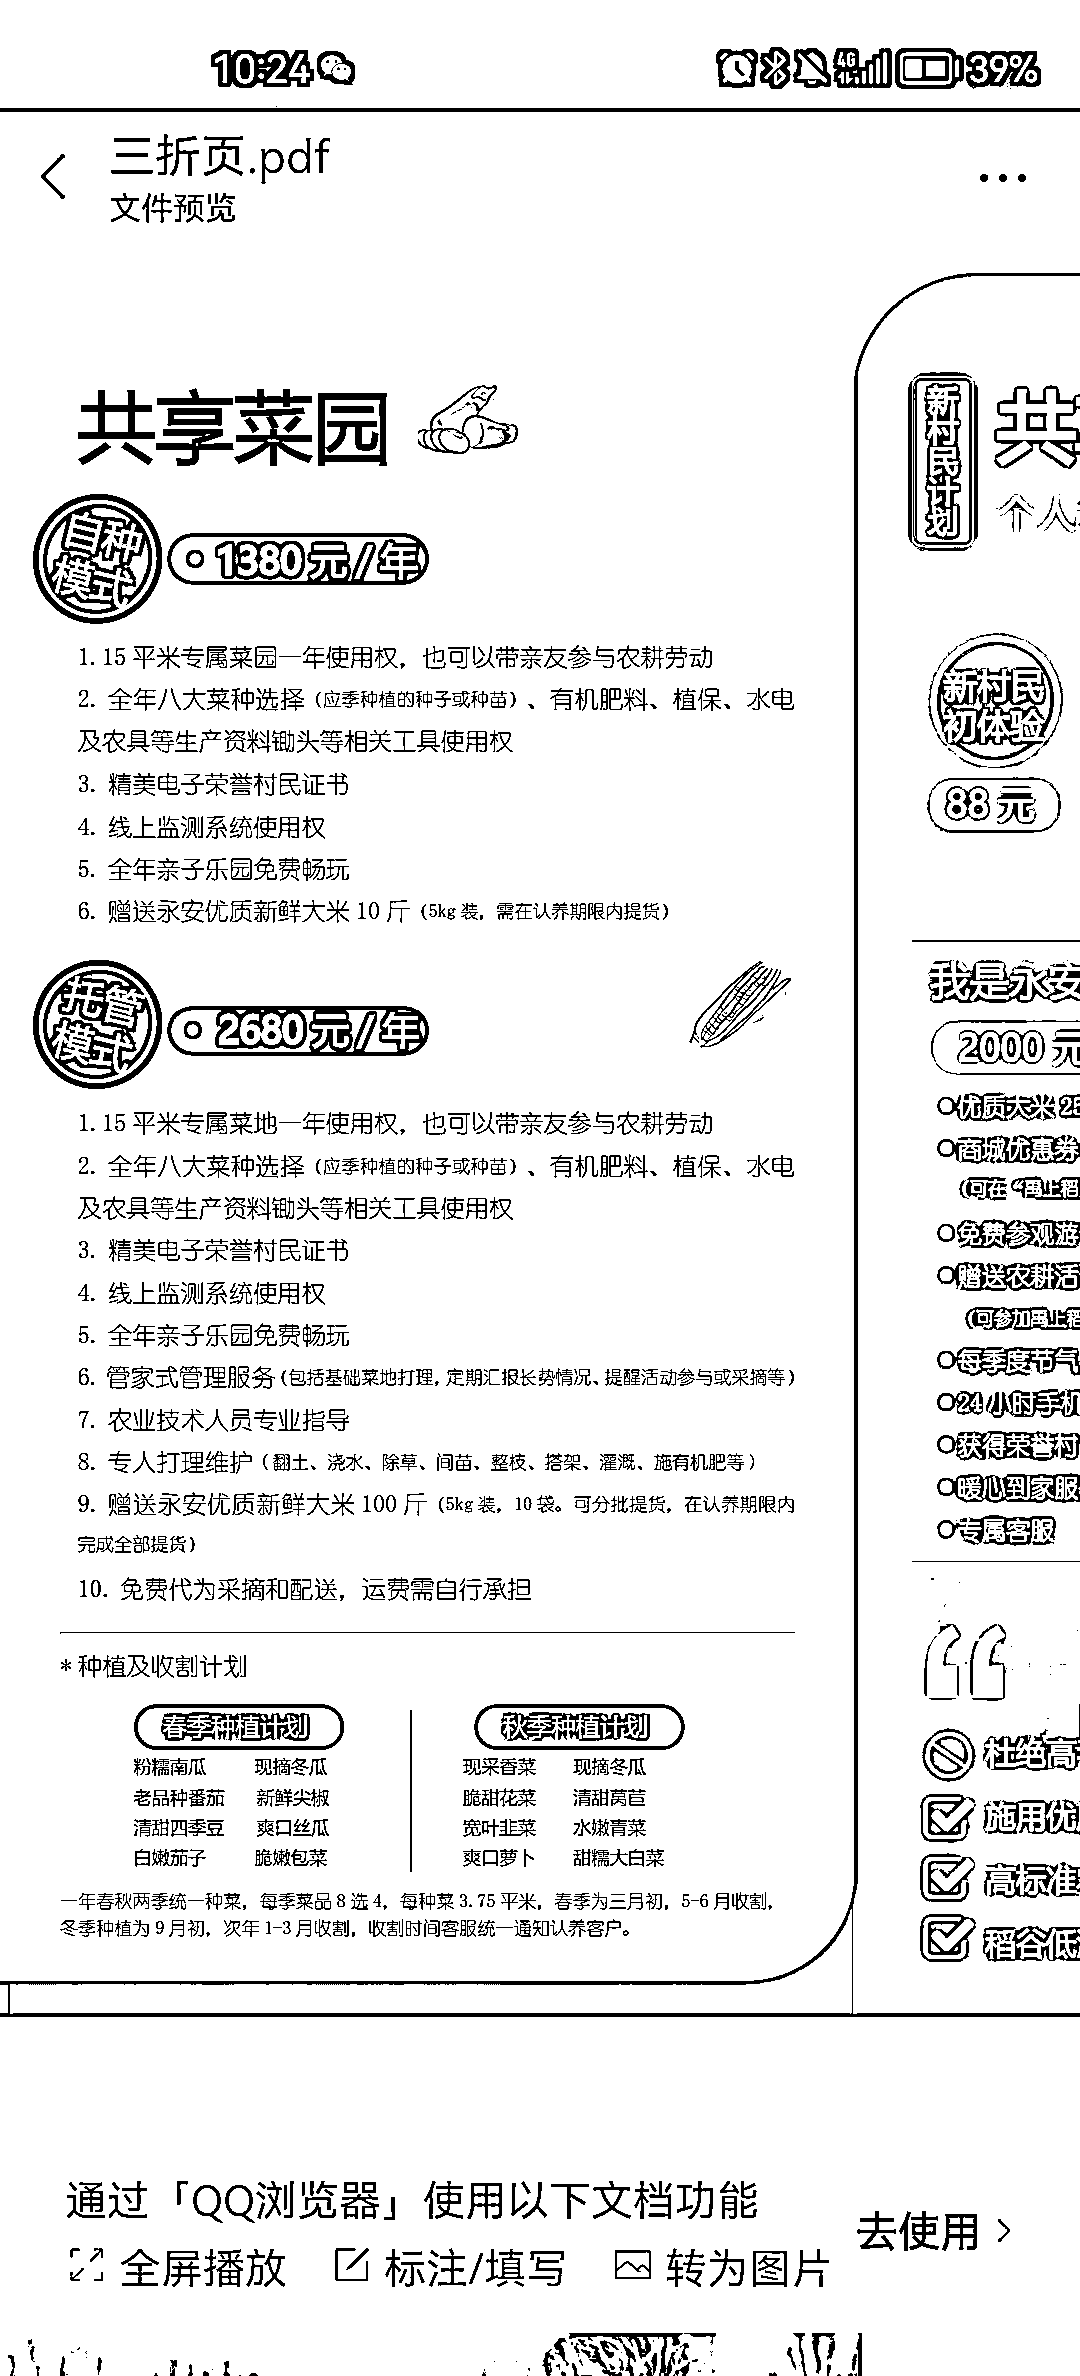 10:24
4G
39%
三折页.pdf
文件预览
共享菜园
自种模式
1380元/年
1. 15平米专属菜园一年使用权，也可以带亲友参与农耕劳动
2. 全年八大菜种选择（应季种植的种子或种苗）、有机肥料、植保、水电
及农具等生产资料锄头等相关工具使用权
3. 精美电子荣誉村民证书
4. 线上监测系统使用权
5. 全年亲子乐园免费畅玩
6. 赠送永安优质新鲜大米10斤（5kg装，需在认养期限内提货）
托管模式
2680元/年
1. 15平米专属菜地一年使用权，也可以带亲友参与农耕劳动
2. 全年八大菜种选择（应季种植的种子或种苗）、有机肥料、植保、水电
及农具等生产资料锄头等相关工具使用权
3. 精美电子荣誉村民证书
4. 线上监测系统使用权
5. 全年亲子乐园免费畅玩
6. 管家式管理服务（包括基础菜地打理，定期汇报长势情况、提醒活动参与或采摘等）
7. 农业技术人员专业指导
8. 专人打理维护（翻土、浇水、除草、间苗、整枝、搭架、灌溉、施有机肥等）
9. 赠送永安优质新鲜大米100斤（5kg装，10袋。可分批提货，在认养期限内
完成全部提货）
10. 免费代为采摘和配送，运费需自行承担
*种植及收割计划
春季种植计划
粉糯南瓜 现摘冬瓜
老品种番茄 新鲜尖椒
清甜四季豆 爽口丝瓜
白嫩茄子 脆嫩包菜
秋季种植计划
现采香菜 现摘冬瓜
脆甜花菜 清甜莴苣
宽叶韭菜 水嫩青菜
爽口萝卜 甜糯大白菜
一年春秋两季统一种菜，每季菜品8选4，每种菜3.75平米，春季为三月初，5-6月收割，
冬季种植为9月初，次年1-3月收割，收割时间客服统一通知认养客户。
新村民计划
共
个人
新村民初体验
88元
我是永安
2000元
优质大米 25
商城优惠券
（可在“禹上稻
免费参观游
赠送农耕活
（可参加禹上稻
每季度节气
24小时手机
获得荣誉村
暖心到家服
专属客服
杜绝高
施用优
高标准
稻谷低
通过「QQ浏览器」使用以下文档功能
去使用
全屏播放 标注/填写 转为图片